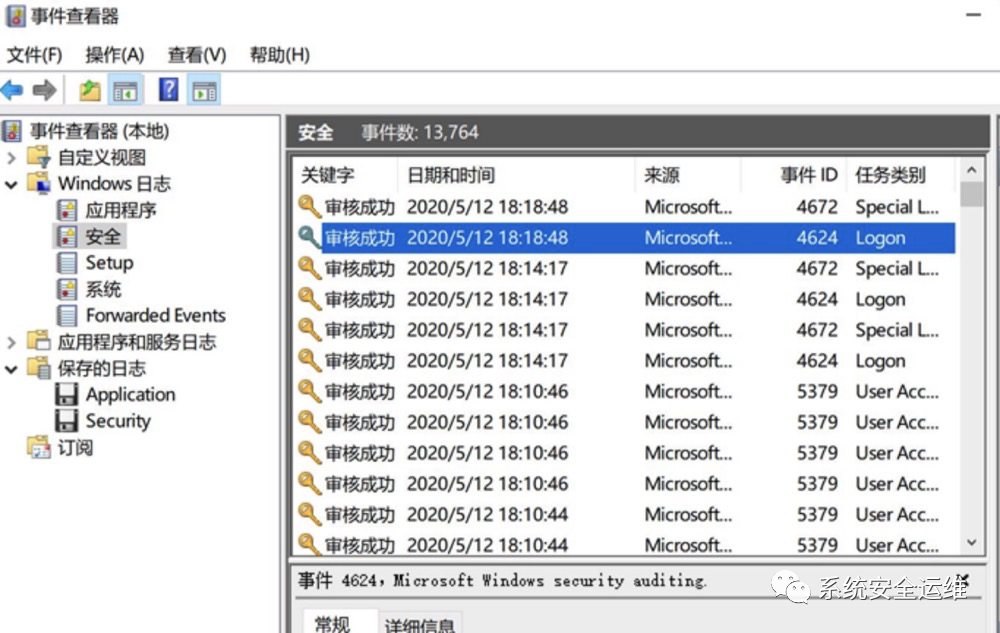 事件查看器
文件(F) 操作(A) 查看(V) 帮助(H)
事件查看器 (本地)
自定义视图
Windows 日志
应用程序
安全
Setup
系统
Forwarded Events
应用程序和服务日志
保存的日志
Application
Security
订阅
安全 事件数: 13,764
关键字 日期和时间 来源 事件 ID 任务类别
审核成功 2020/5/12 18:18:48 Microsoft... 4672 Special L...
审核成功 2020/5/12 18:18:48 Microsoft... 4624 Logon
审核成功 2020/5/12 18:14:17 Microsoft... 4672 Special L...
审核成功 2020/5/12 18:14:17 Microsoft... 4624 Logon
审核成功 2020/5/12 18:14:17 Microsoft... 4672 Special L...
审核成功 2020/5/12 18:14:17 Microsoft... 4624 Logon
审核成功 2020/5/12 18:10:46 Microsoft... 5379 User Acc...
审核成功 2020/5/12 18:10:46 Microsoft... 5379 User Acc...
审核成功 2020/5/12 18:10:46 Microsoft... 5379 User Acc...
审核成功 2020/5/12 18:10:46 Microsoft... 5379 User Acc...
审核成功 2020/5/12 18:10:44 Microsoft... 5379 User Acc...
审核成功 2020/5/12 18:10:44 Microsoft... 5379 User Acc...
事件 4624，Microsoft Windows security auditing.
系统安全运维
常规 详细信息